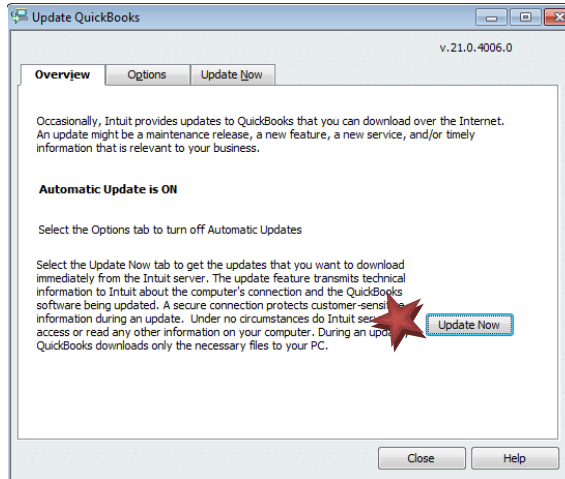 Update QuickBooks
v.21.0.4006.0
Overview
Options
Update Now
Occasionally, Intuit provides updates to QuickBooks that you can download over the Internet.
An update might be a maintenance release, a new feature, a new service, and/or timely
information that is relevant to your business.
Automatic Update is ON
Select the Options tab to turn off Automatic Updates
Select the Update Now tab to get the updates that you want to download
immediately from the Intuit server. The update feature transmits technical
information to Intuit about the computer's connection and the QuickBooks
software being updated. A secure connection protects customer-sensitive
information during an update. Under no circumstances do Intuit
access or read any other information on your computer. During an update,
QuickBooks downloads only the necessary files to your PC.
Update Now
Close
Help